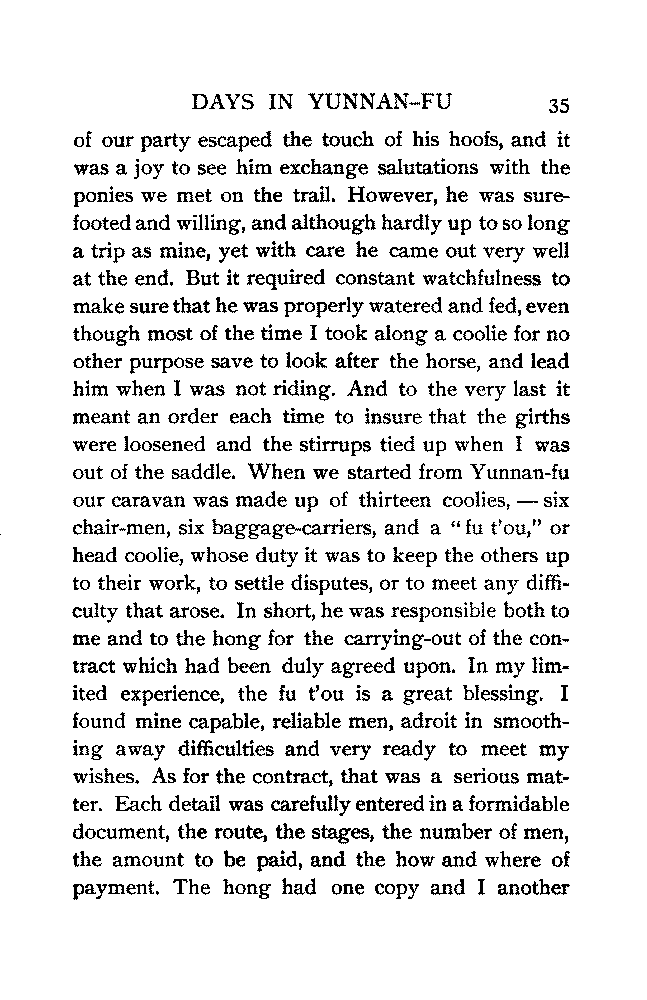 DAYS IN YUNNAN-FU 35
of our party escaped the touch of his hoofs, and it
was a joy to see him exchange salutations with the
ponies we met on the trail. However, he was sure-
footed and willing, and although hardly up to so long
a trip as mine, yet with care he came out very well
at the end. But it required constant watchfulness to
make sure that he was properly watered and fed, even
though most of the time I took along a coolie for no
other purpose save to look after the horse, and lead
him when I was not riding. And to the very last it
meant an order each time to insure that the girths
were loosened and the stirrups tied up when I was
out of the saddle. When we started from Yunnan-fu
our caravan was made up of thirteen coolies, — six
chair-men, six baggage-carriers, and a "fu t'ou," or
head coolie, whose duty it was to keep the others up
to their work, to settle disputes, or to meet any diffi-
culty that arose. In short, he was responsible both to
me and to the hong for the carrying-out of the con-
tract which had been duly agreed upon. In my lim-
ited experience, the fu t'ou is a great blessing. I
found mine capable, reliable men, adroit in smooth-
ing away difficulties and very ready to meet my
wishes. As for the contract, that was a serious mat-
ter. Each detail was carefully entered in a formidable
document, the route, the stages, the number of men,
the amount to be paid, and the how and where of
payment. The hong had one copy and I another